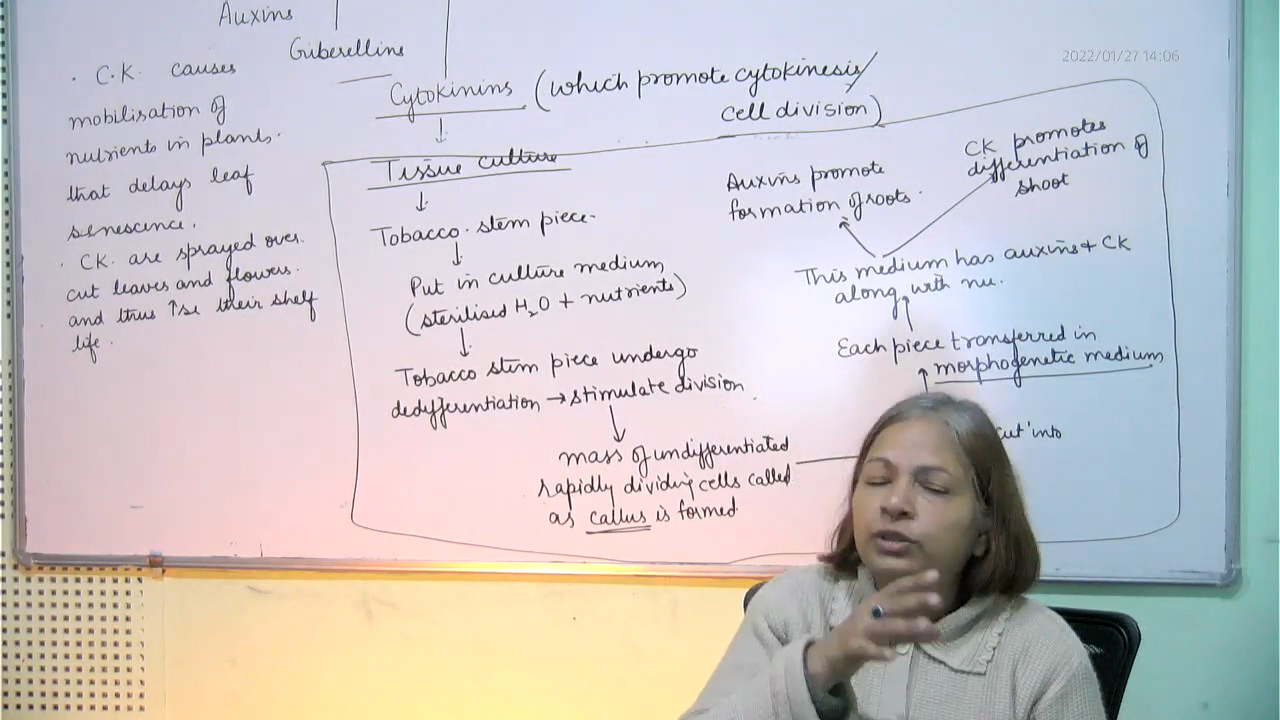 Auxins
Giberelline
2022/01/27 14:06
Cytokinins (which promote cytokinesis/
cell division)
· C.K. causes
mobilisation of
nutrients in plants.
that delays leaf
senescence.
· CK. are sprayed over
cut leaves and flowers.
and thus ↑se their shelf
life.
↓
Tissue culture
↓
Tobacco stem piece.
↓
Put in culture medium
(sterilised H₂O + nutrients)
↓
Tobacco stem piece undergo
dedifferentiation → stimulate division
↓
mass of undifferentiated
rapidly dividing cells called
as callus is formed
cut into
Each piece transferred in
morphogenetic medium
This medium has auxins + CK
along with nu.
Auxins promote
formation of roots.
CK promotes
differentiation of
shoot